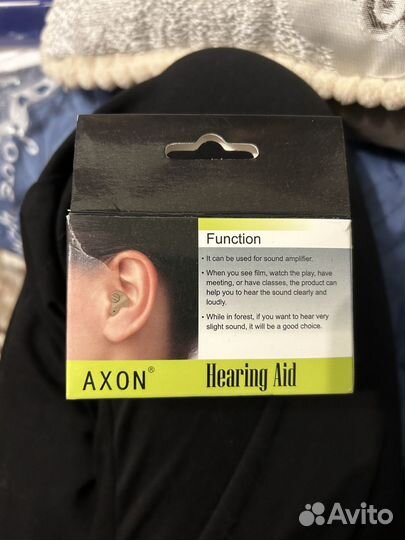 Function
• It can be used for sound amplifier.
• When you see film, watch the play, have
meeting, or have classes, the product can
help you to hear the sound clearly and
loudly.
• While in forest, if you want to hear very
slight sound, it will be a good choice.
AXON® Hearing Aid
Love
Avito